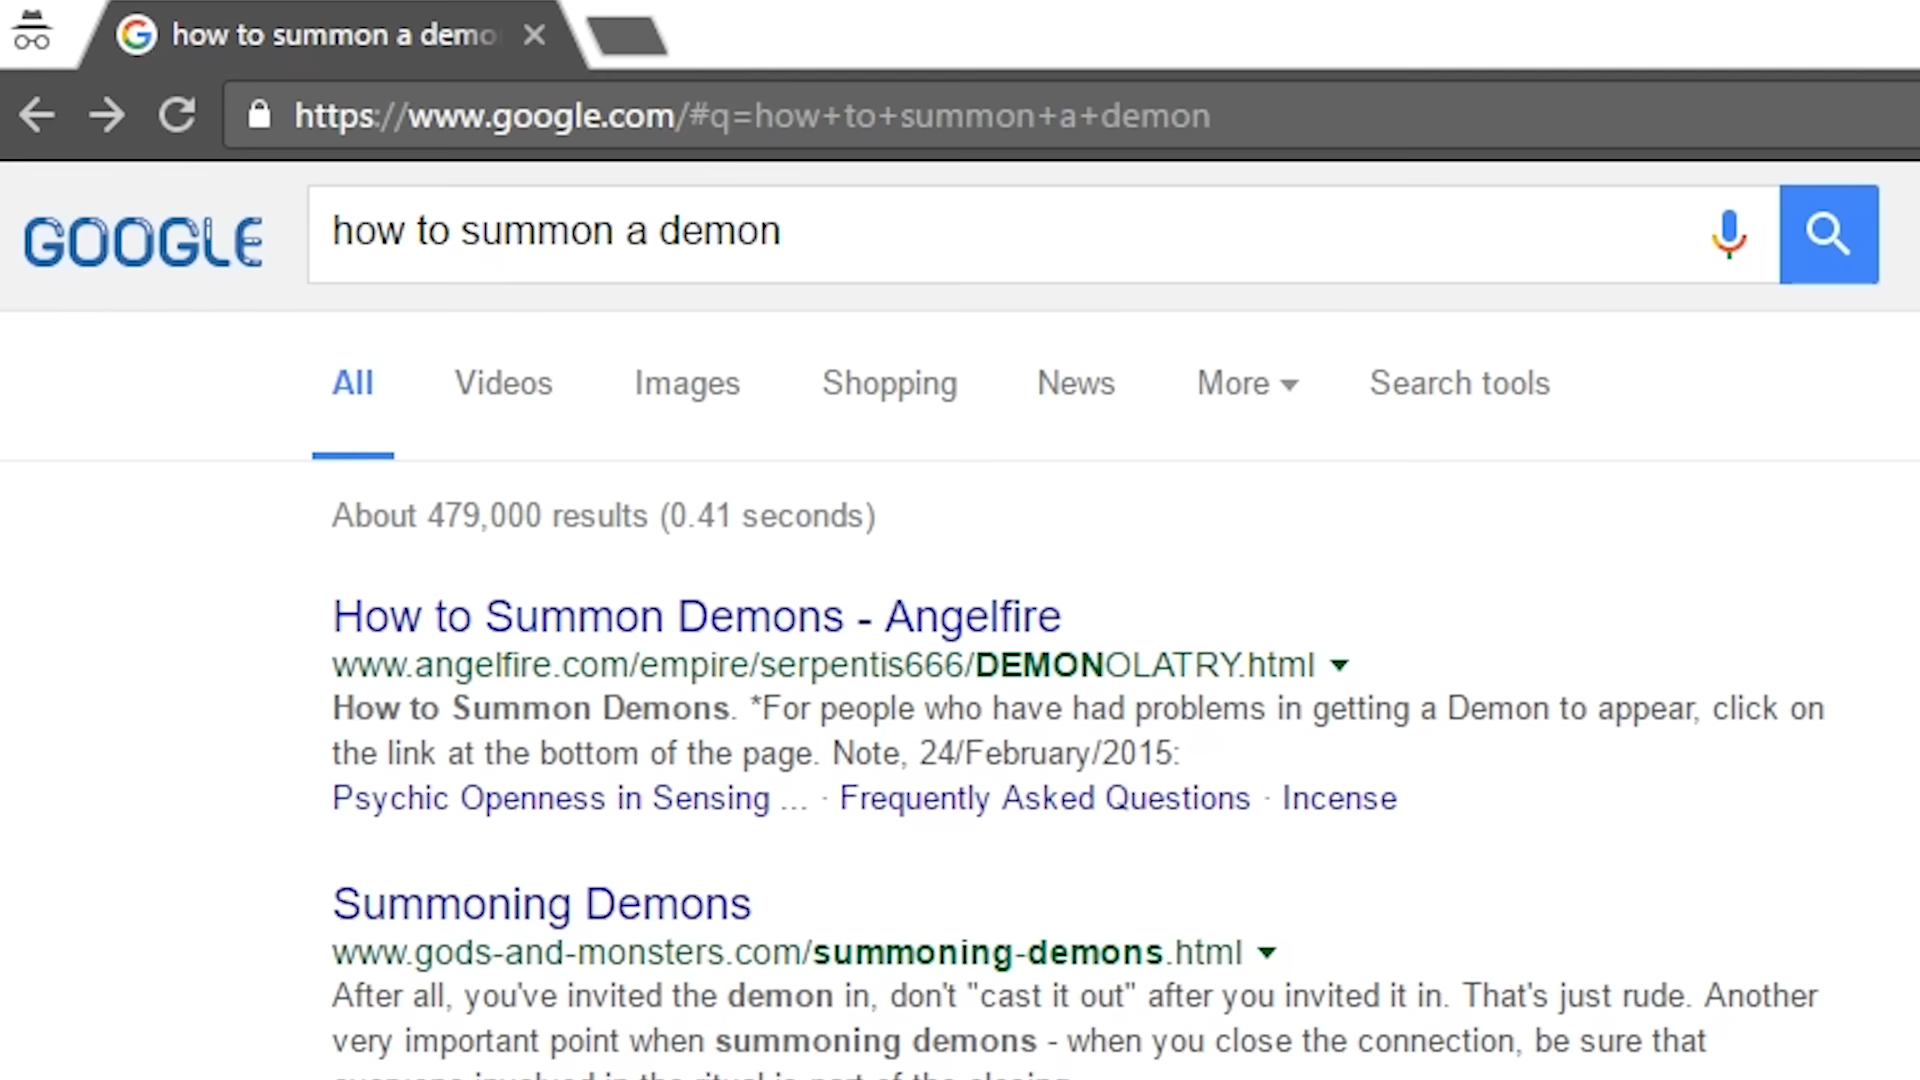 how to summon a demo
https://www.google.com/#q=how+to+summon+a+demon
GOOGLE
how to summon a demon
All Videos Images Shopping News More Search tools
About 479,000 results (0.41 seconds)
How to Summon Demons - Angelfire
www.angelfire.com/empire/serpentis666/DEMONOLATRY.html
How to Summon Demons. *For people who have had problems in getting a Demon to appear, click on
the link at the bottom of the page. Note, 24/February/2015:
Psychic Openness in Sensing ... · Frequently Asked Questions · Incense
Summoning Demons
www.gods-and-monsters.com/summoning-demons.html
After all, you've invited the demon in, don't "cast it out" after you invited it in. That's just rude. Another
very important point when summoning demons - when you close the connection, be sure that